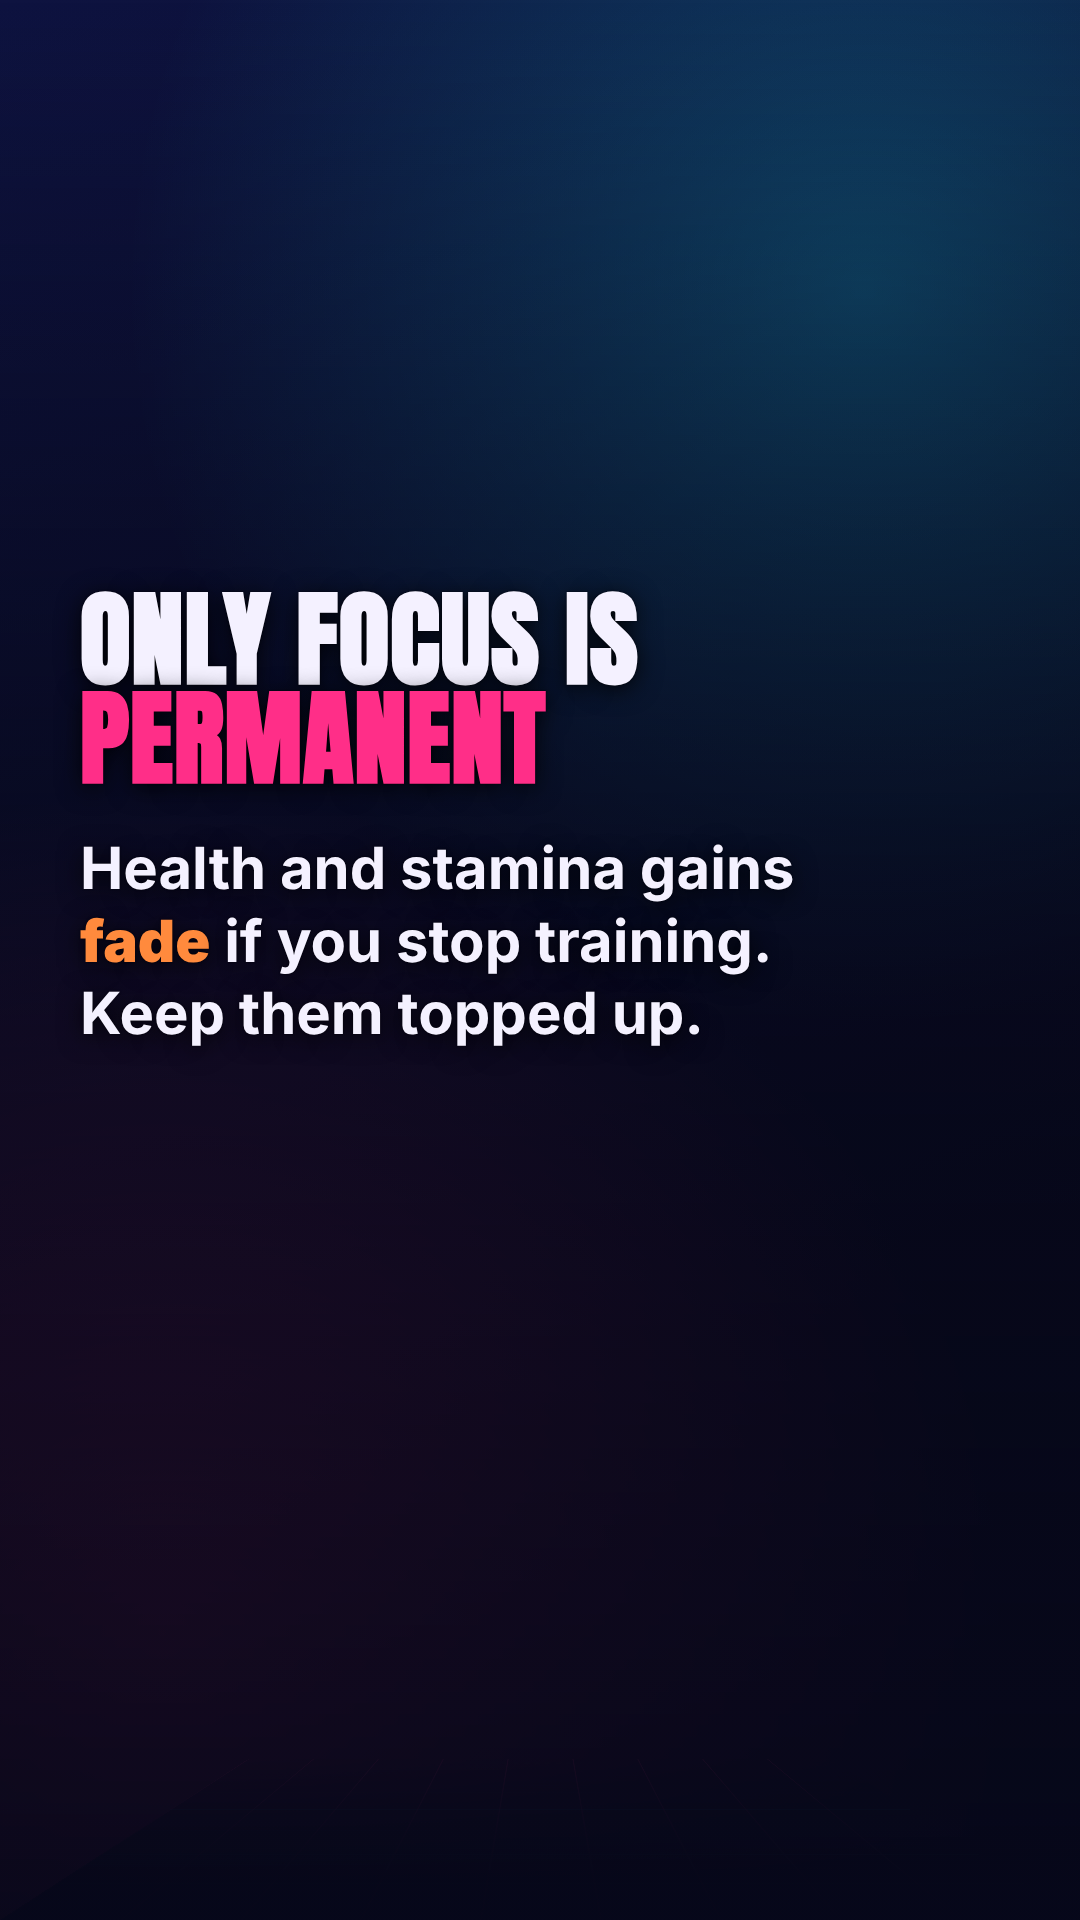 ONLY FOCUS IS
PERMANENT
Health and stamina gains
fade if you stop training.
Keep them topped up.